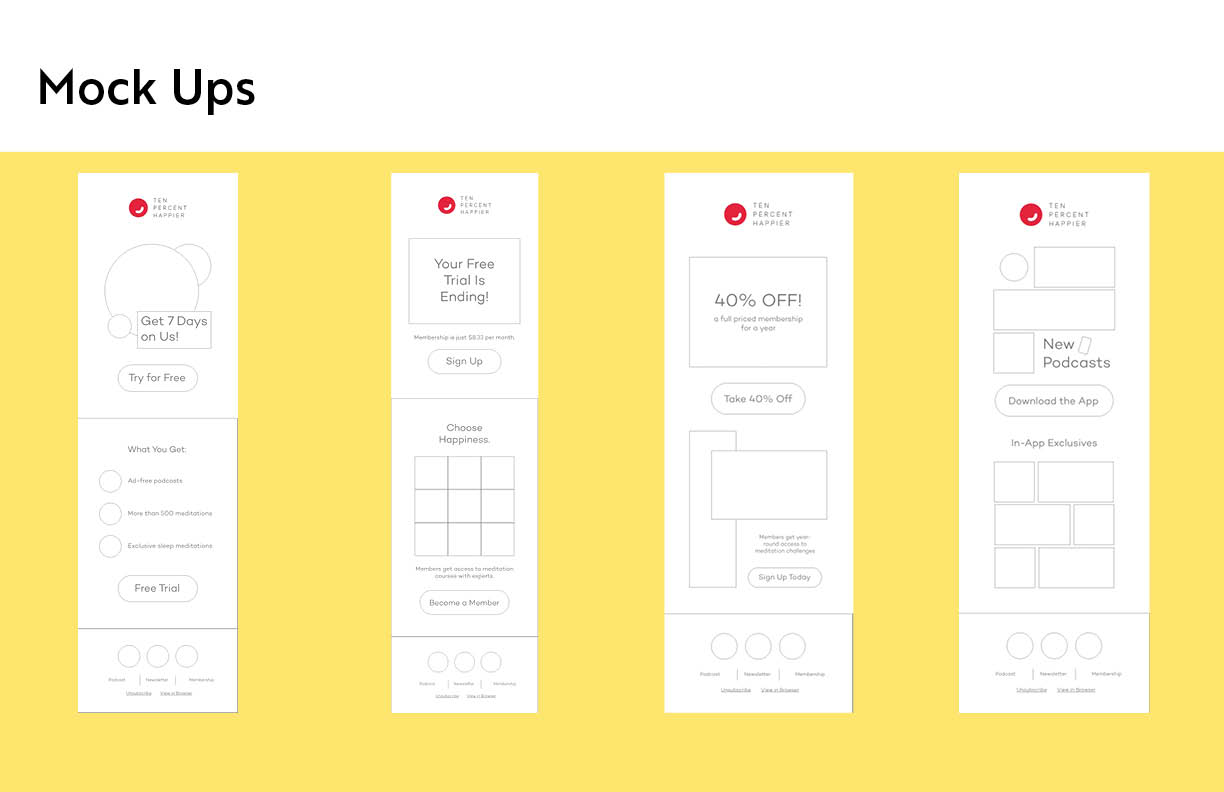 Mock Ups
TEN
PERCENT
HAPPIER
Get 7 Days
on Us!
Try for Free
What You Get:
Ad-free podcasts
More than 500 meditations
Exclusive sleep meditations
Free Trial
Podcast Newsletter Membership
Unsubscribe View in Browser
TEN
PERCENT
HAPPIER
Your Free
Trial Is
Ending!
Membership is just $8.33 per month.
Sign Up
Choose
Happiness.
Members get access to meditation
courses with experts.
Become a Member
Podcast Newsletter Membership
Unsubscribe View in Browser
TEN
PERCENT
HAPPIER
40% OFF!
a full priced membership
for a year
Take 40% Off
Members get year-
round access to
meditation challenges
Sign Up Today
Podcast Newsletter Membership
Unsubscribe View in Browser
TEN
PERCENT
HAPPIER
New
Podcasts
Download the App
In-App Exclusives
Podcast Newsletter Membership
Unsubscribe View in Browser